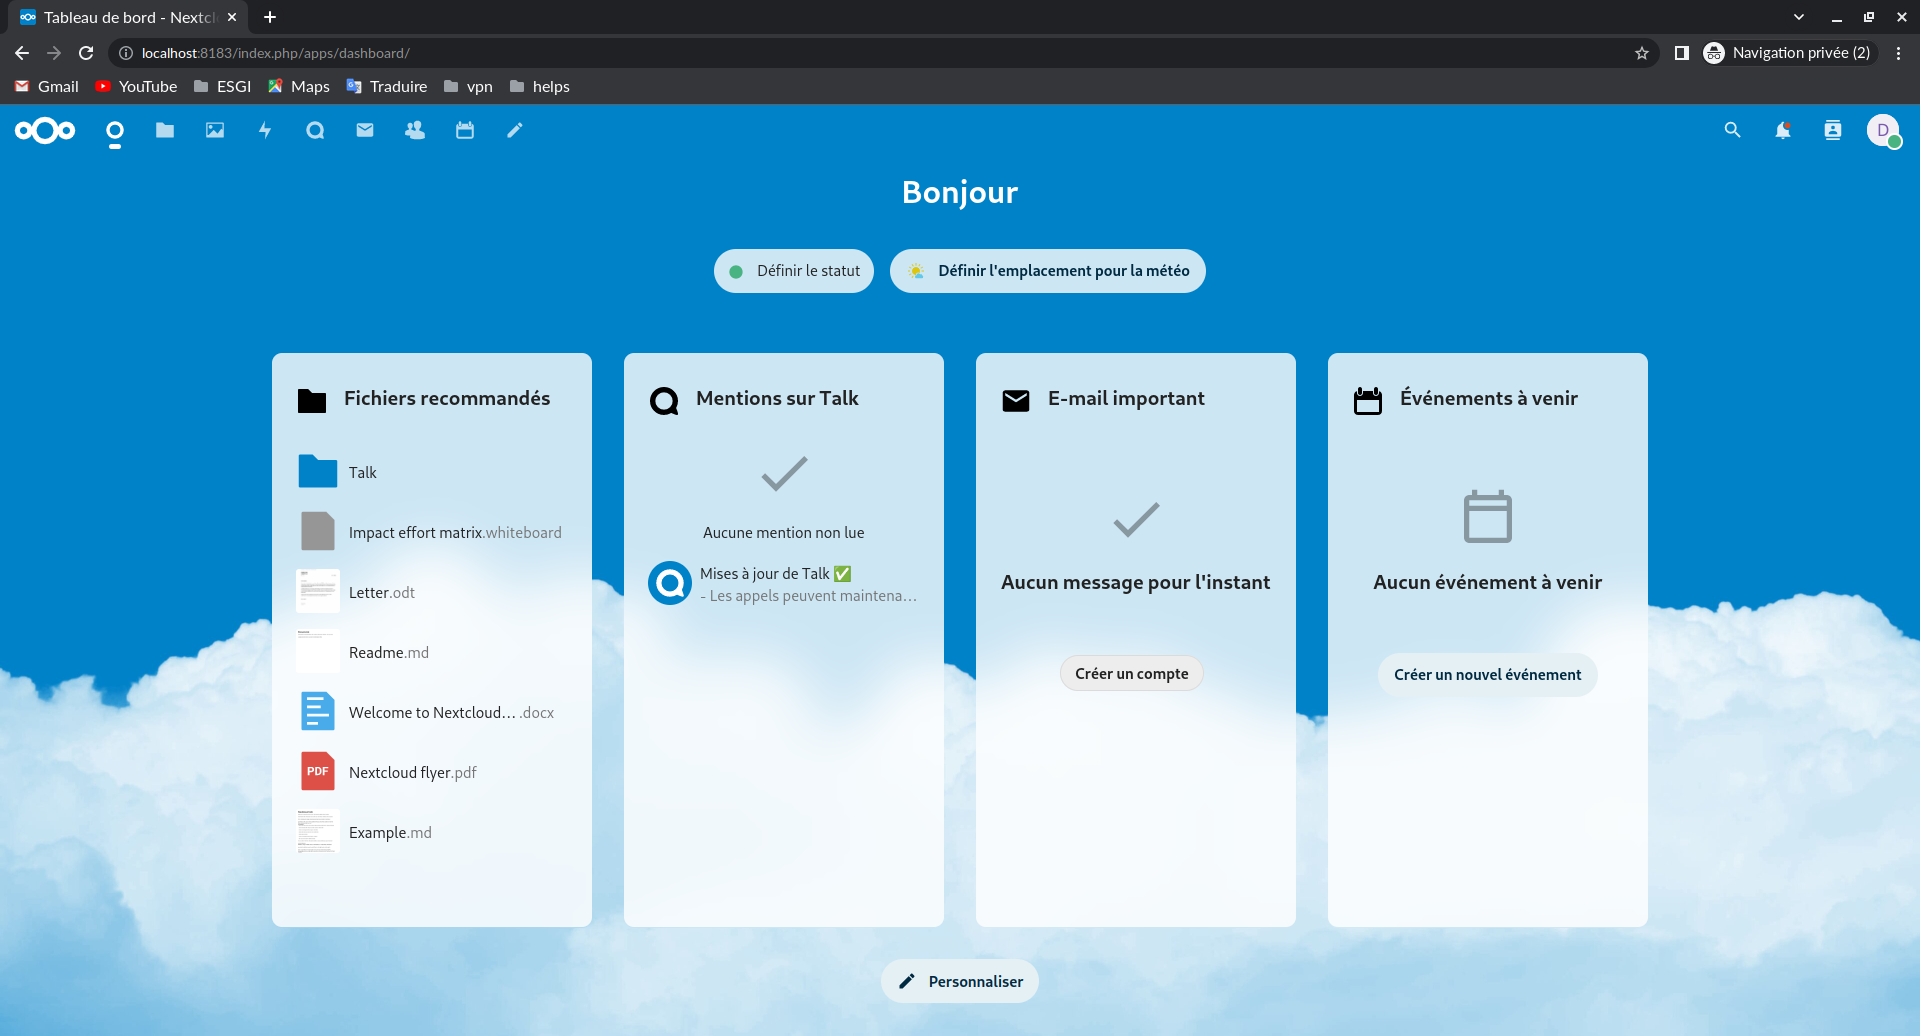 Tableau de bord - Nextcl
localhost:8183/index.php/apps/dashboard/
Navigation privée (2)
Gmail
YouTube
ESGI
Maps
Traduire
vpn
helps
D
Bonjour
Définir le statut
Définir l'emplacement pour la météo
Fichiers recommandés
Talk
Impact effort matrix.whiteboard
Letter.odt
Readme.md
Welcome to Nextcloud... .docx
PDF
Nextcloud flyer.pdf
Example.md
Mentions sur Talk
Aucune mention non lue
Mises à jour de Talk ✅
- Les appels peuvent maintena...
E-mail important
Aucun message pour l'instant
Créer un compte
Événements à venir
Aucun événement à venir
Créer un nouvel événement
Personnaliser